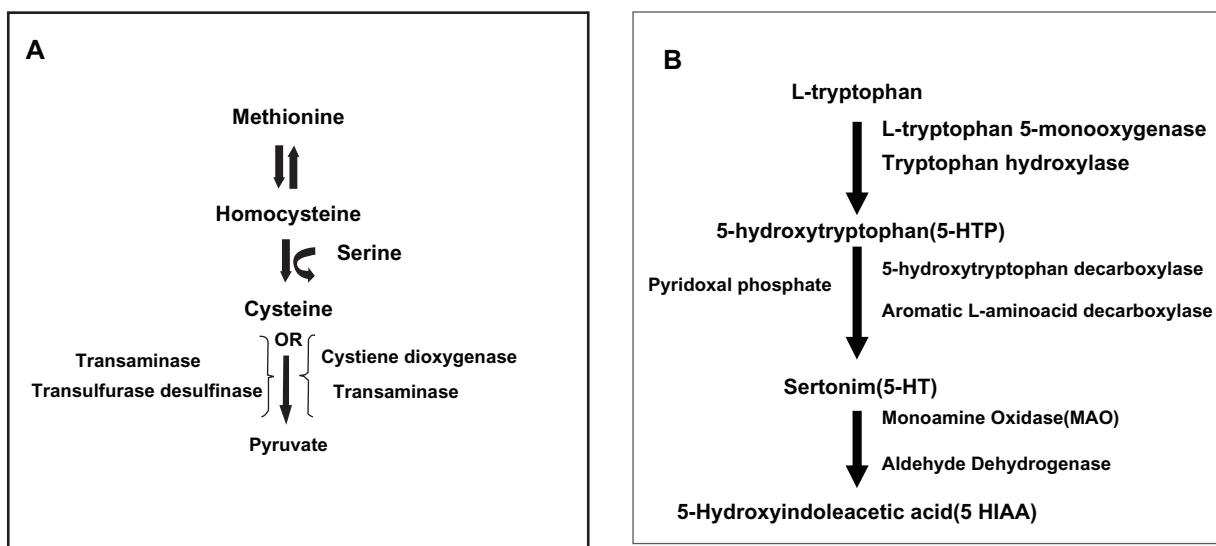 A
Methionine
Homocysteine
Serine
Cysteine
OR
Transaminase
Transulfurase desulfinase
Cystiene dioxygenase
Transaminase
Pyruvate
B
L-tryptophan
L-tryptophan 5-monooxygenase
Tryptophan hydroxylase
5-hydroxytryptophan(5-HTP)
Pyridoxal phosphate
5-hydroxytryptophan decarboxylase
Aromatic L-aminoacid decarboxylase
Sertonim(5-HT)
Monoamine Oxidase(MAO)
Aldehyde Dehydrogenase
5-Hydroxyindoleacetic acid(5 HIAA)